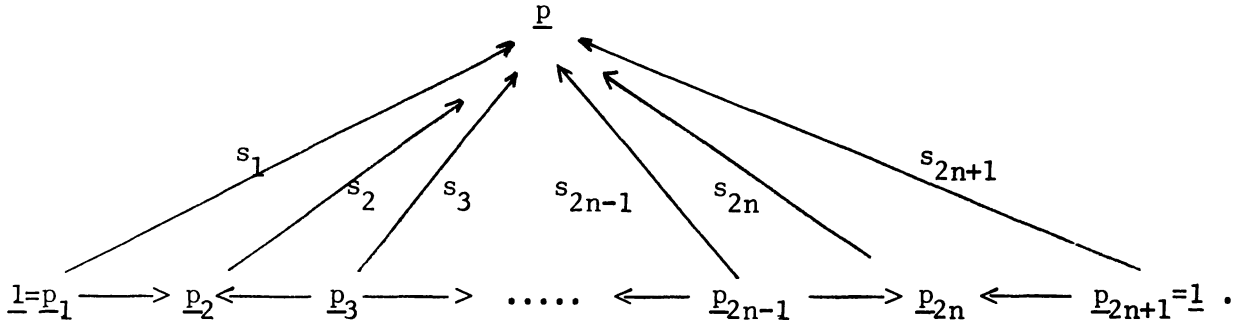 p
s1
s2 s3 s2n-1 s2n s2n+1
1=p1 ⟶ p2 ⟵ p3 ⟶ ..... ⟵ p2n-1 ⟶ p2n ⟵ p2n+1=1 .